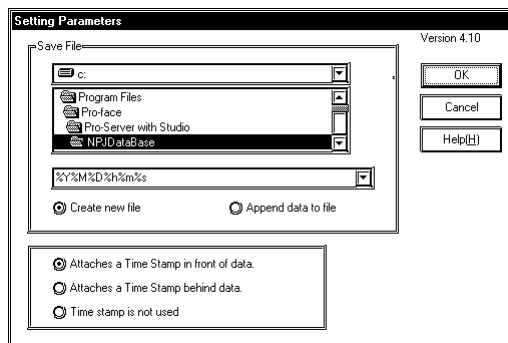 Setting Parameters
Version 4.10
Save File
c:
OK
Program Files
Pro-face
Cancel
Pro-Server with Studio
NPJDataBase
Help(H)
%Y%M%D%h%m%s
Create new file
Append data to file
Attaches a Time Stamp in front of data.
Attaches a Time Stamp behind data.
Time stamp is not used